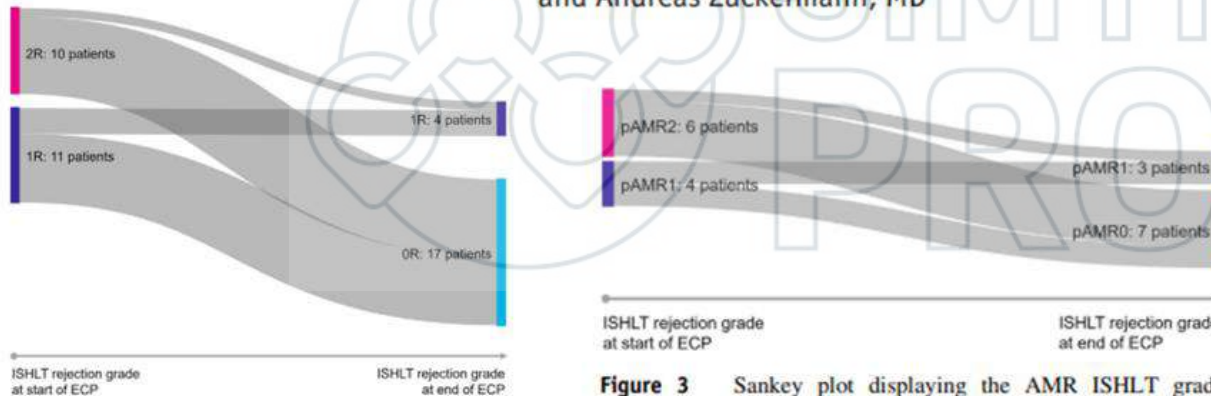 and Andreas Zuckermann, MD
2R: 10 patients
1R: 4 patients
1R: 11 patients
0R: 17 patients
ISHLT rejection grade
at start of ECP
ISHLT rejection grade
at end of ECP
pAMR2: 6 patients
pAMR1: 3 patients
pAMR1: 4 patients
pAMR0: 7 patients
ISHLT rejection grade
at start of ECP
ISHLT rejection grad
at end of ECP
Figure 3 Sankey plot displaying the AMR ISHLT grad
PRO